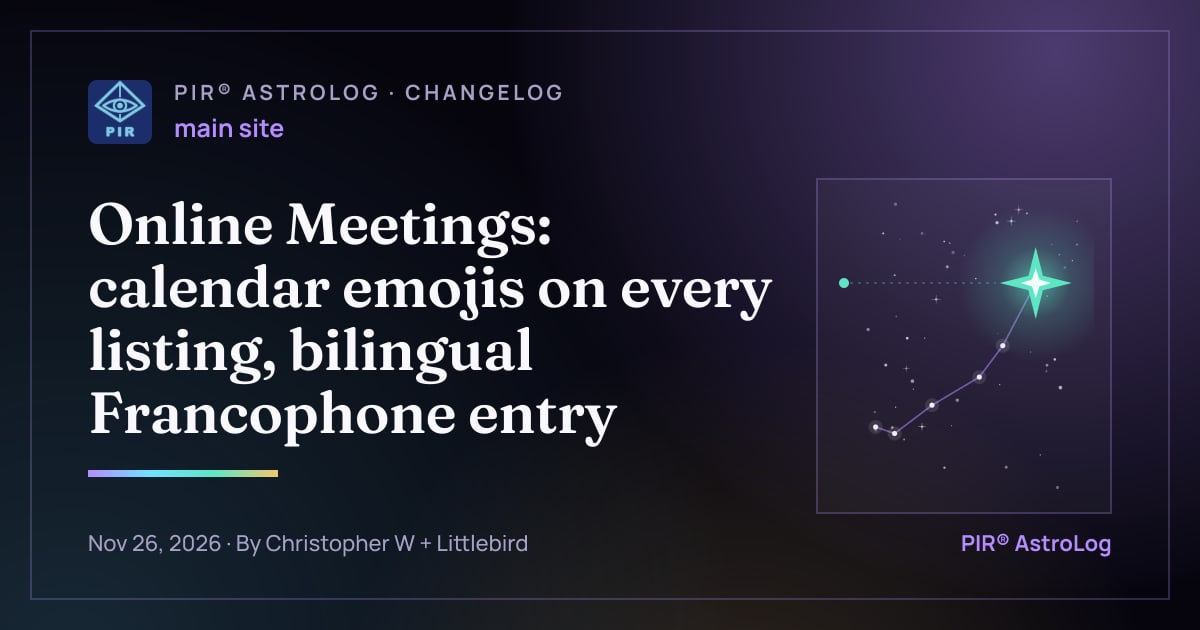 PIR
PIR® ASTROLOG · CHANGELOG
main site
Online Meetings:
calendar emojis on every
listing, bilingual
Francophone entry
Nov 26, 2026 · By Christopher W + Littlebird
PIR® AstroLog